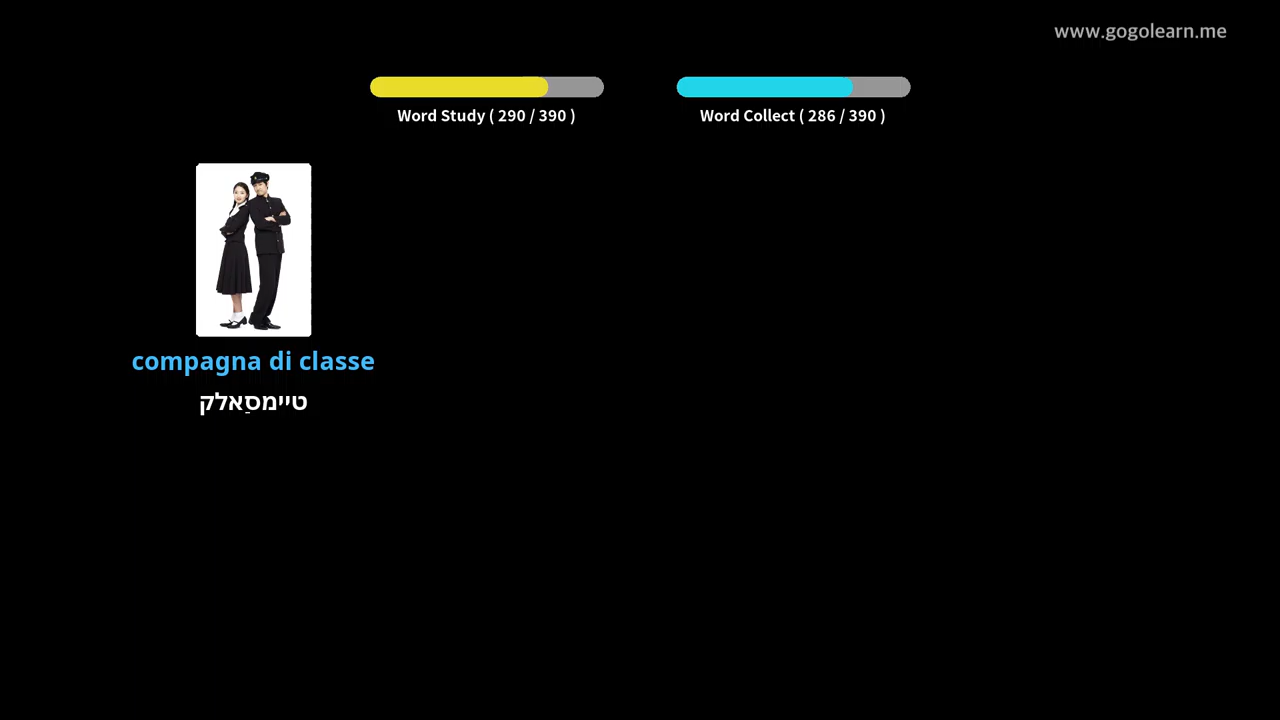 www.gogolearn.me
Word Study ( 290 / 390 )
Word Collect ( 286 / 390 )
compagna di classe
טיימסַאלק